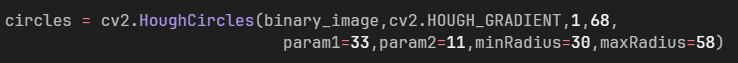 circles = cv2.HoughCircles(binary_image,cv2.HOUGH_GRADIENT,1,68,
param1=33,param2=11,minRadius=30,maxRadius=58)